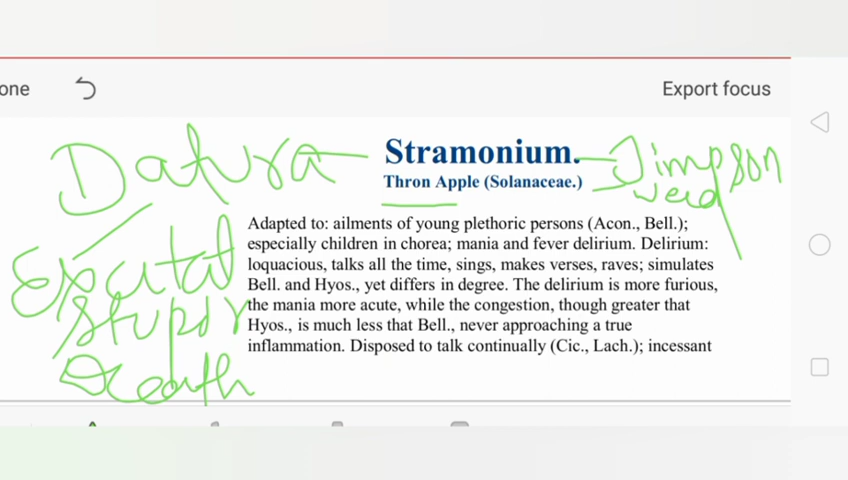 one
Export focus
Datura
Stramonium.
Jimpson
weed
Thron Apple (Solanaceae.)
Adapted to: ailments of young plethoric persons (Acon., Bell.);
especially children in chorea; mania and fever delirium. Delirium:
loquacious, talks all the time, sings, makes verses, raves; simulates
Bell. and Hyos., yet differs in degree. The delirium is more furious,
the mania more acute, while the congestion, though greater that
Hyos., is much less that Bell., never approaching a true
inflammation. Disposed to talk continually (Cic., Lach.); incessant
stupor
Death